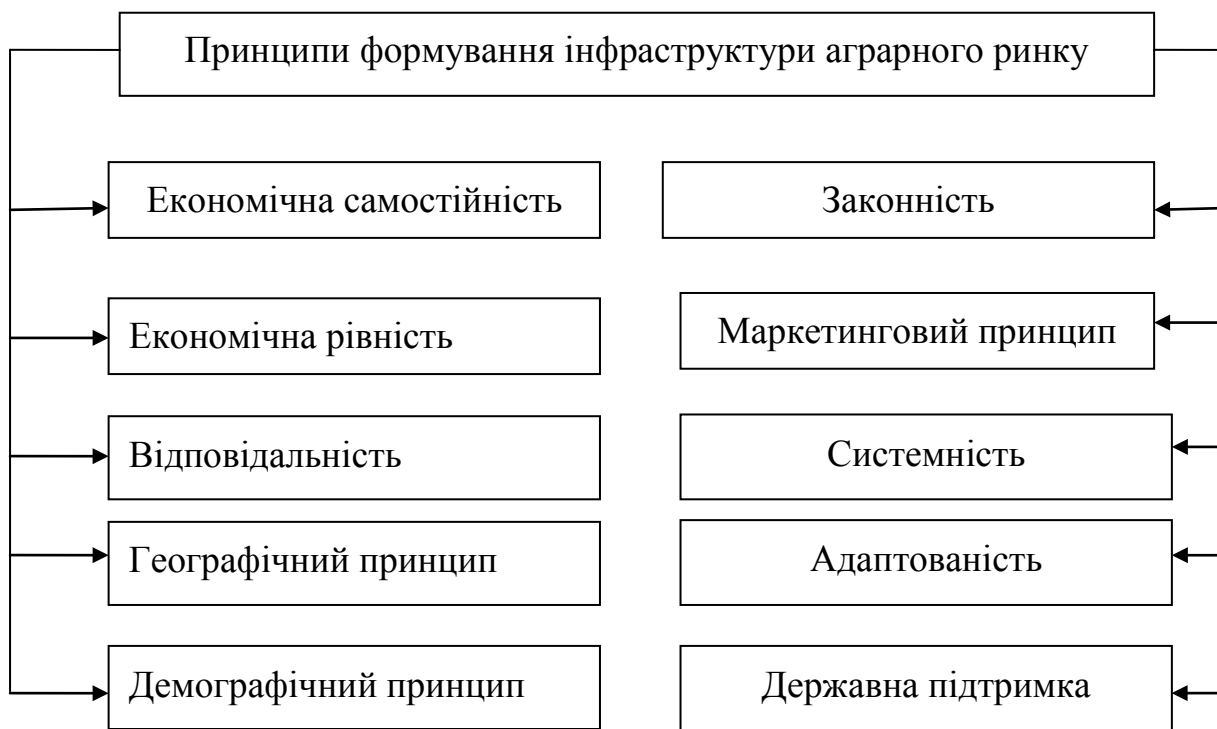 Принципи формування інфраструктури аграрного ринку
Економічна самостійність
Законність
Економічна рівність
Маркетинговий принцип
Відповідальність
Системність
Географічний принцип
Адаптованість
Демографічний принцип
Державна підтримка